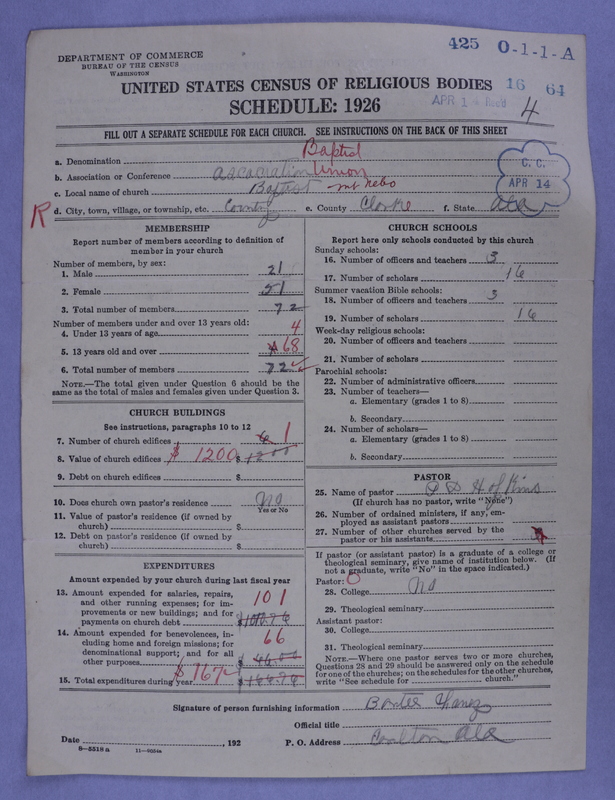 DEPARTMENT OF COMMERCE
BUREAU OF THE CENSUS
WASHINGTON
425 O-1-1-A
UNITED STATES CENSUS OF RELIGIOUS BODIES 16 64
SCHEDULE: 1926
APR 14 Rec'd 4
FILL OUT A SEPARATE SCHEDULE FOR EACH CHURCH. SEE INSTRUCTIONS ON THE BACK OF THIS SHEET
a. Denomination Baptist
b. Association or Conference association Union
c. Local name of church Baptist mt nebo
C. C.
APR 14
R d. City, town, village, or township, etc. County e. County Clarke f. State Ala
MEMBERSHIP
Report number of members according to definition of
member in your church
Number of members, by sex:
1. Male 21
2. Female 51
3. Total number of members 72
Number of members under and over 13 years old:
4. Under 13 years of age 4
5. 13 years old and over 68
6. Total number of members 72
NOTE.—The total given under Question 6 should be the
same as the total of males and females given under Question 3.
CHURCH BUILDINGS
See instructions, paragraphs 10 to 12
7. Number of church edifices 1
8. Value of church edifices $ 1200 $ 1200
9. Debt on church edifices $
10. Does church own pastor's residence No
Yes or No
11. Value of pastor's residence (if owned by
church) $
12. Debt on pastor's residence (if owned by
church) $
EXPENDITURES
Amount expended by your church during last fiscal year
13. Amount expended for salaries, repairs,
and other running expenses; for im-
provements or new buildings; and for
payments on church debt 101 $
14. Amount expended for benevolences, in-
cluding home and foreign missions; for
denominational support; and for all
other purposes 66 $
15. Total expenditures during year $ 167 $
CHURCH SCHOOLS
Report here only schools conducted by this church
Sunday schools:
16. Number of officers and teachers 3
17. Number of scholars 16
Summer vacation Bible schools:
18. Number of officers and teachers 3
19. Number of scholars 16
Week-day religious schools:
20. Number of officers and teachers
21. Number of scholars
Parochial schools:
22. Number of administrative officers
23. Number of teachers—
a. Elementary (grades 1 to 8)
b. Secondary
24. Number of scholars—
a. Elementary (grades 1 to 8)
b. Secondary
PASTOR
25. Name of pastor P D Hofkins
(If church has no pastor, write "None")
26. Number of ordained ministers, if any, em-
ployed as assistant pastors
27. Number of other churches served by the
pastor or his assistants
If pastor (or assistant pastor) is a graduate of a college or
theological seminary, give name of institution below. (If
not a graduate, write "No" in the space indicated.)
Pastor: O
28. College No
29. Theological seminary
Assistant pastor:
30. College
31. Theological seminary
NOTE.—Where one pastor serves two or more churches,
Questions 28 and 29 should be answered only on the schedule
for one of the churches; on the schedules for the other churches,
write "See schedule for church."
Signature of person furnishing information
Official title
Date , 192 P. O. Address Carlton Ala
8-5518 a 11-9054a